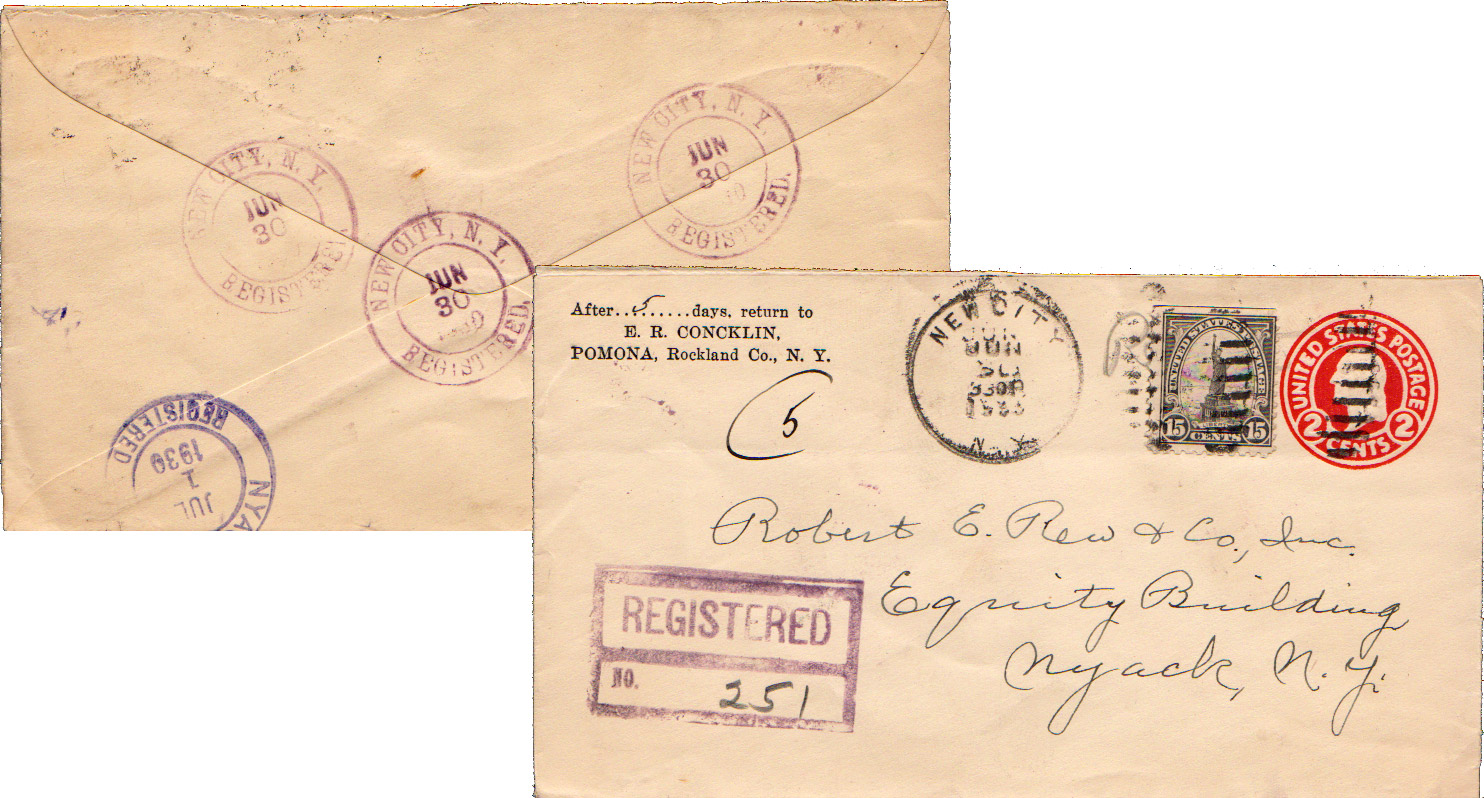 NEW CITY, N. Y.
JUN
30
REGISTERED.
NEW CITY, N. Y.
JUN
30
REGISTERED.
NEW CITY, N. Y.
JUN
30
REGISTERED.
NYA
JUL
1
1930
REGISTERED
After..5......days, return to
E. R. CONCKLIN,
POMONA, Rockland Co., N. Y.
5
NEW CITY
JUN
N. Y.
15 CENTS 15
UNITED STATES POSTAGE
2 CENTS 2
Robert E. Rew & Co., Inc.
Equity Building
Nyack, N. Y.
REGISTERED
NO. 251